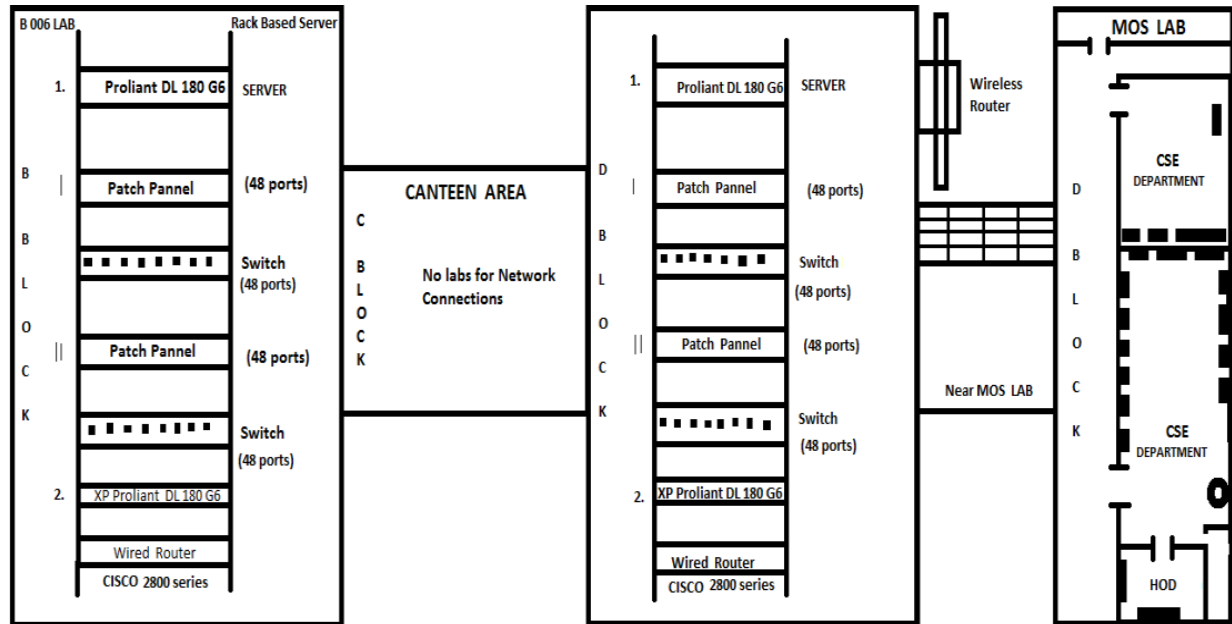 B 006 LAB
Rack Based Server
1.
Proliant DL 180 G6
SERVER
B
B
L
O
C
K
|
Patch Pannel
(48 ports)
Switch
(48 ports)
||
Patch Pannel
(48 ports)
Switch
(48 ports)
2.
XP Proliant DL 180 G6
Wired Router
CISCO 2800 series
CANTEEN AREA
C
B
L
O
C
K
No labs for Network
Connections
D
B
L
O
C
K
1.
Proliant DL 180 G6
SERVER
|
Patch Pannel
(48 ports)
Switch
(48 ports)
||
Patch Pannel
(48 ports)
Switch
(48 ports)
2.
XP Proliant DL 180 G6
Wired Router
CISCO 2800 series
Wireless
Router
Near MOS LAB
MOS LAB
D
B
L
O
C
K
CSE
DEPARTMENT
CSE
DEPARTMENT
HOD